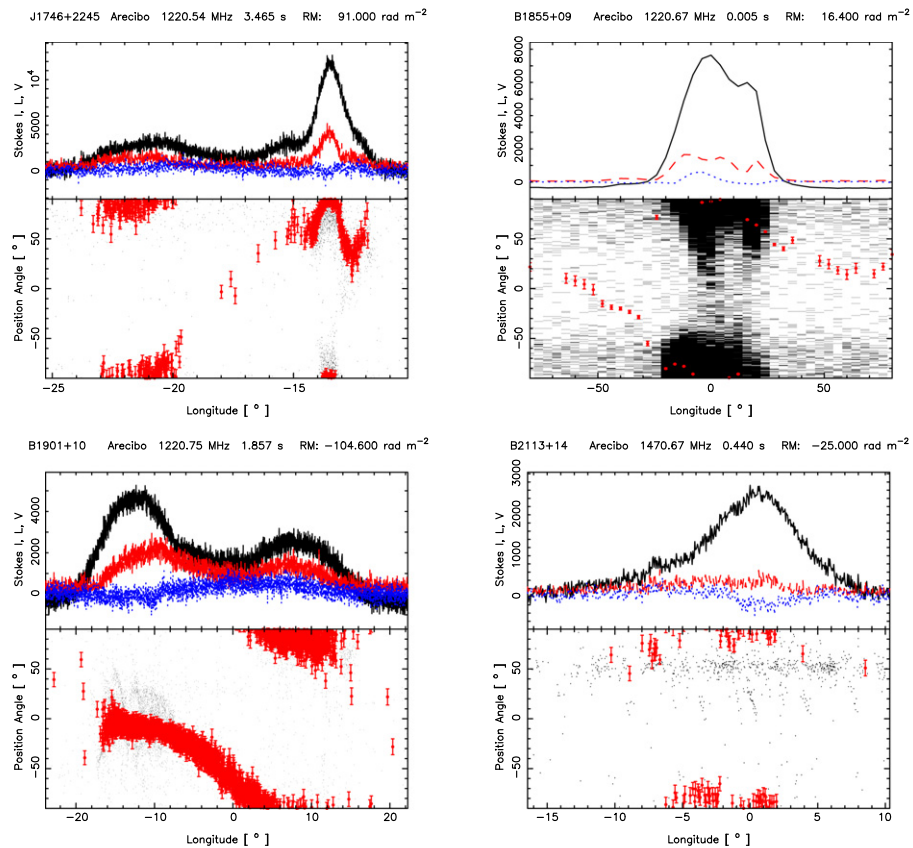 J1746+2245 Arecibo 1220.54 MHz 3.465 s RM: 91.000 rad m⁻²
Stokes I, L, V
10⁴
5000
0
Position Angle [ ° ]
50
0
−50
−25 −20 −15
Longitude [ ° ]
B1855+09 Arecibo 1220.67 MHz 0.005 s RM: 16.400 rad m⁻²
Stokes I, L, V
8000
4000
2000
0
Position Angle [ ° ]
50
0
−50
−50 0 50
Longitude [ ° ]
B1901+10 Arecibo 1220.75 MHz 1.857 s RM: −104.600 rad m⁻²
Stokes I, L, V
4000
2000
0
Position Angle [ ° ]
50
0
−50
−20 −10 0 10 20
Longitude [ ° ]
B2113+14 Arecibo 1470.67 MHz 0.440 s RM: −25.000 rad m⁻²
Stokes I, L, V
3000
2000
1000
0
Position Angle [ ° ]
50
0
−50
−15 −10 −5 0 5 10
Longitude [ ° ]